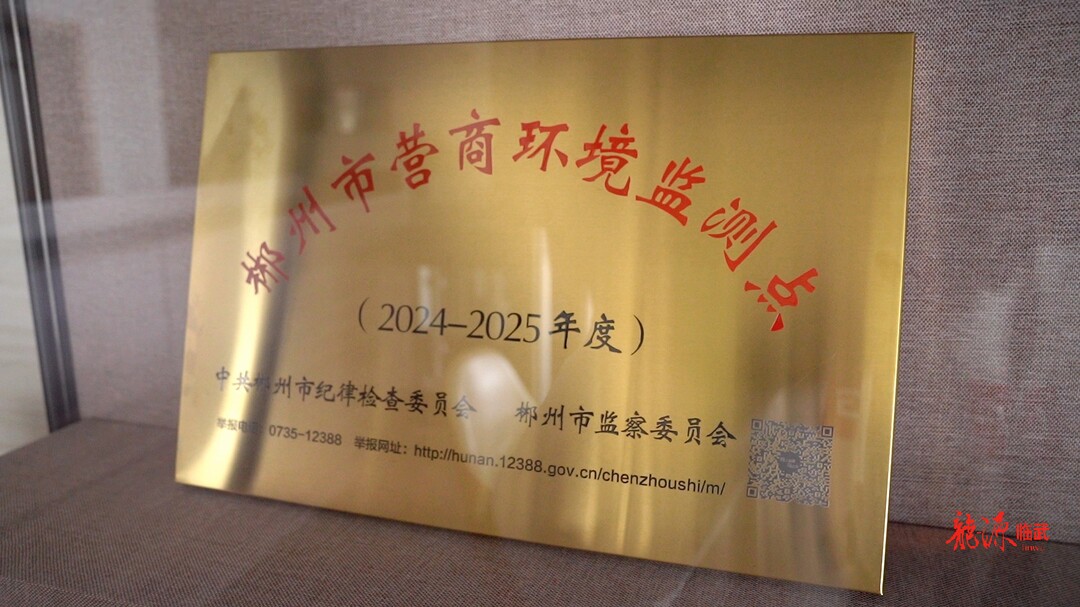 郴州市营商环境监测点
（2024-2025年度）
中共郴州市纪律检查委员会 郴州市监察委员会
举报电话：0735-12388 举报网址：http://hunan.12388.gov.cn/chenzhoushi/m/
临武